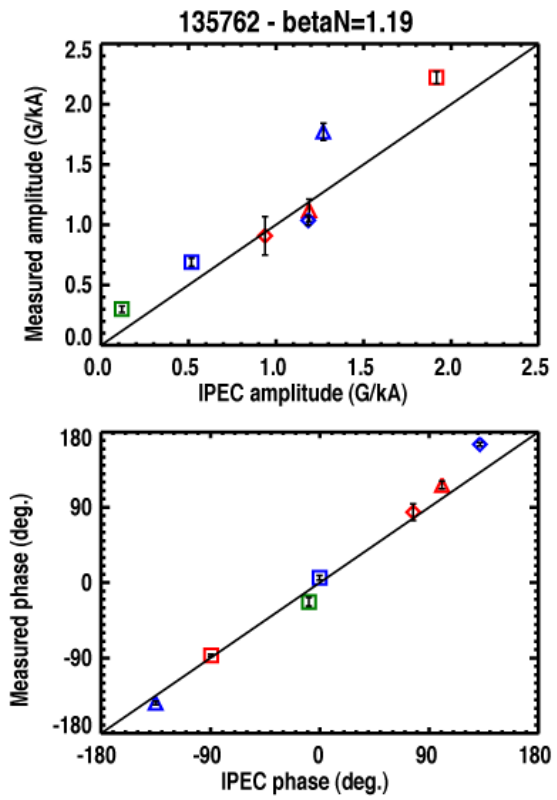 135762 - betaN=1.19
2.5
2.0
1.5
1.0
0.5
0.0
Measured amplitude (G/kA)
0.0 0.5 1.0 1.5 2.0 2.5
IPEC amplitude (G/kA)
180
90
0
-90
-180
Measured phase (deg.)
-180 -90 0 90 180
IPEC phase (deg.)